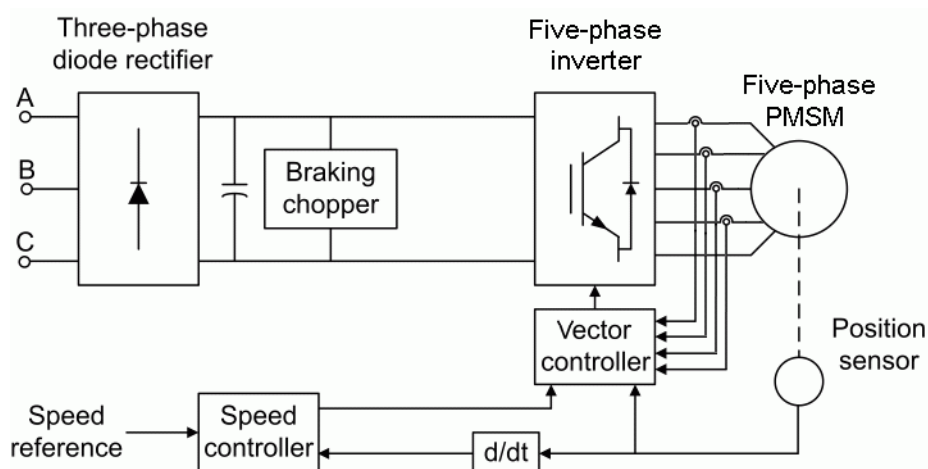 Three-phase
diode rectifier
Five-phase
inverter
Five-phase
PMSM
A
B
C
Braking
chopper
Vector
controller
Position
sensor
Speed
reference
Speed
controller
d/dt